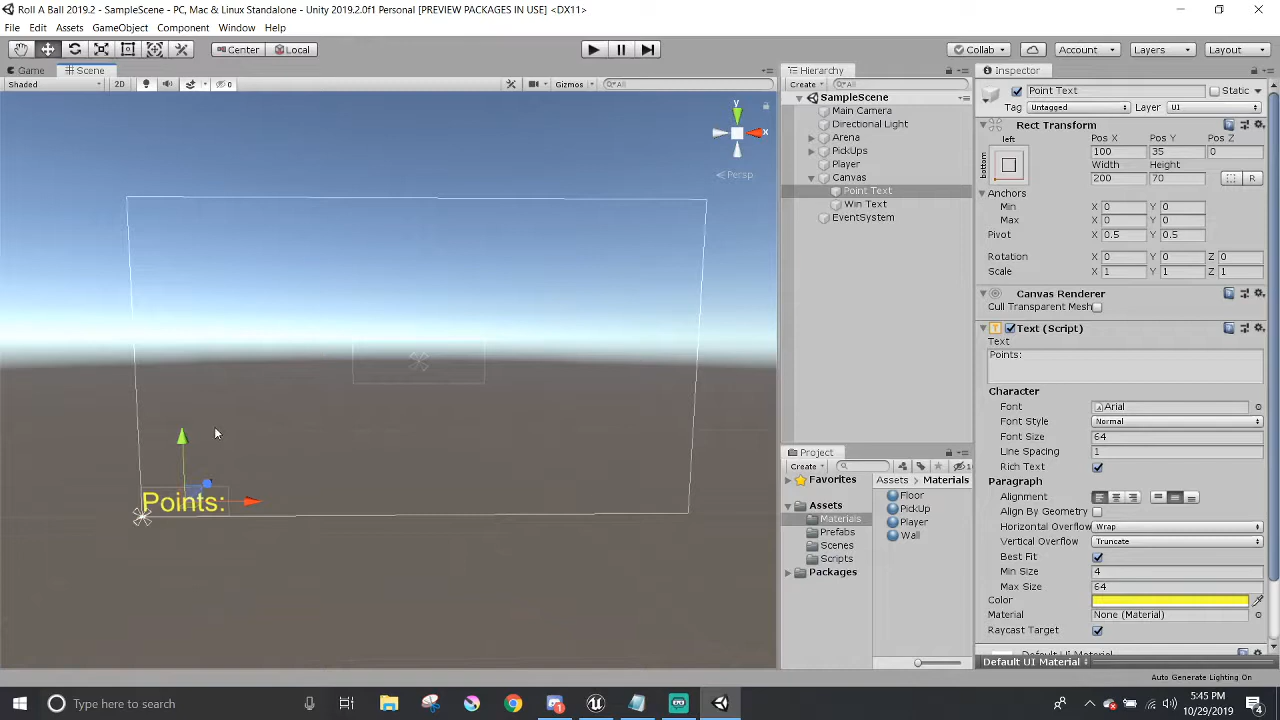 Roll A Ball 2019.2 - SampleScene - PC, Mac & Linux Standalone - Unity 2019.2.0f1 Personal [PREVIEW PACKAGES IN USE] <DX11>
File Edit Assets GameObject Component Window Help
Center Local Collab Account Layers Layout
Game Scene Hierarchy Inspector
Shaded 2D 0 Gizmos All Create All
Point Text Static
Tag Untagged Layer UI
SampleScene
Main Camera
Directional Light
Arena
PickUps
Player
Canvas
Point Text
Win Text
EventSystem
y
x
Persp
Points:
Rect Transform
left
bottom
Pos X Pos Y Pos Z
100 35 0
Width Height
200 70 R
Anchors
Min X 0 Y 0
Max X 0 Y 0
Pivot X 0.5 Y 0.5
Rotation X 0 Y 0 Z 0
Scale X 1 Y 1 Z 1
Canvas Renderer
Cull Transparent Mesh
Text (Script)
Text
Points:
Character
Font Arial
Font Style Normal
Font Size 64
Line Spacing 1
Rich Text
Paragraph
Alignment
Align By Geometry
Horizontal Overflow Wrap
Vertical Overflow Truncate
Best Fit
Min Size 4
Max Size 64
Color
Material None (Material)
Raycast Target
Default UI Material
Default UI Material
Project
Create
Favorites
Assets
Materials
Prefabs
Scenes
Scripts
Packages
Assets Materials
Floor
PickUp
Player
Wall
Auto Generate Lighting On
Type here to search
5:45 PM
10/29/2019